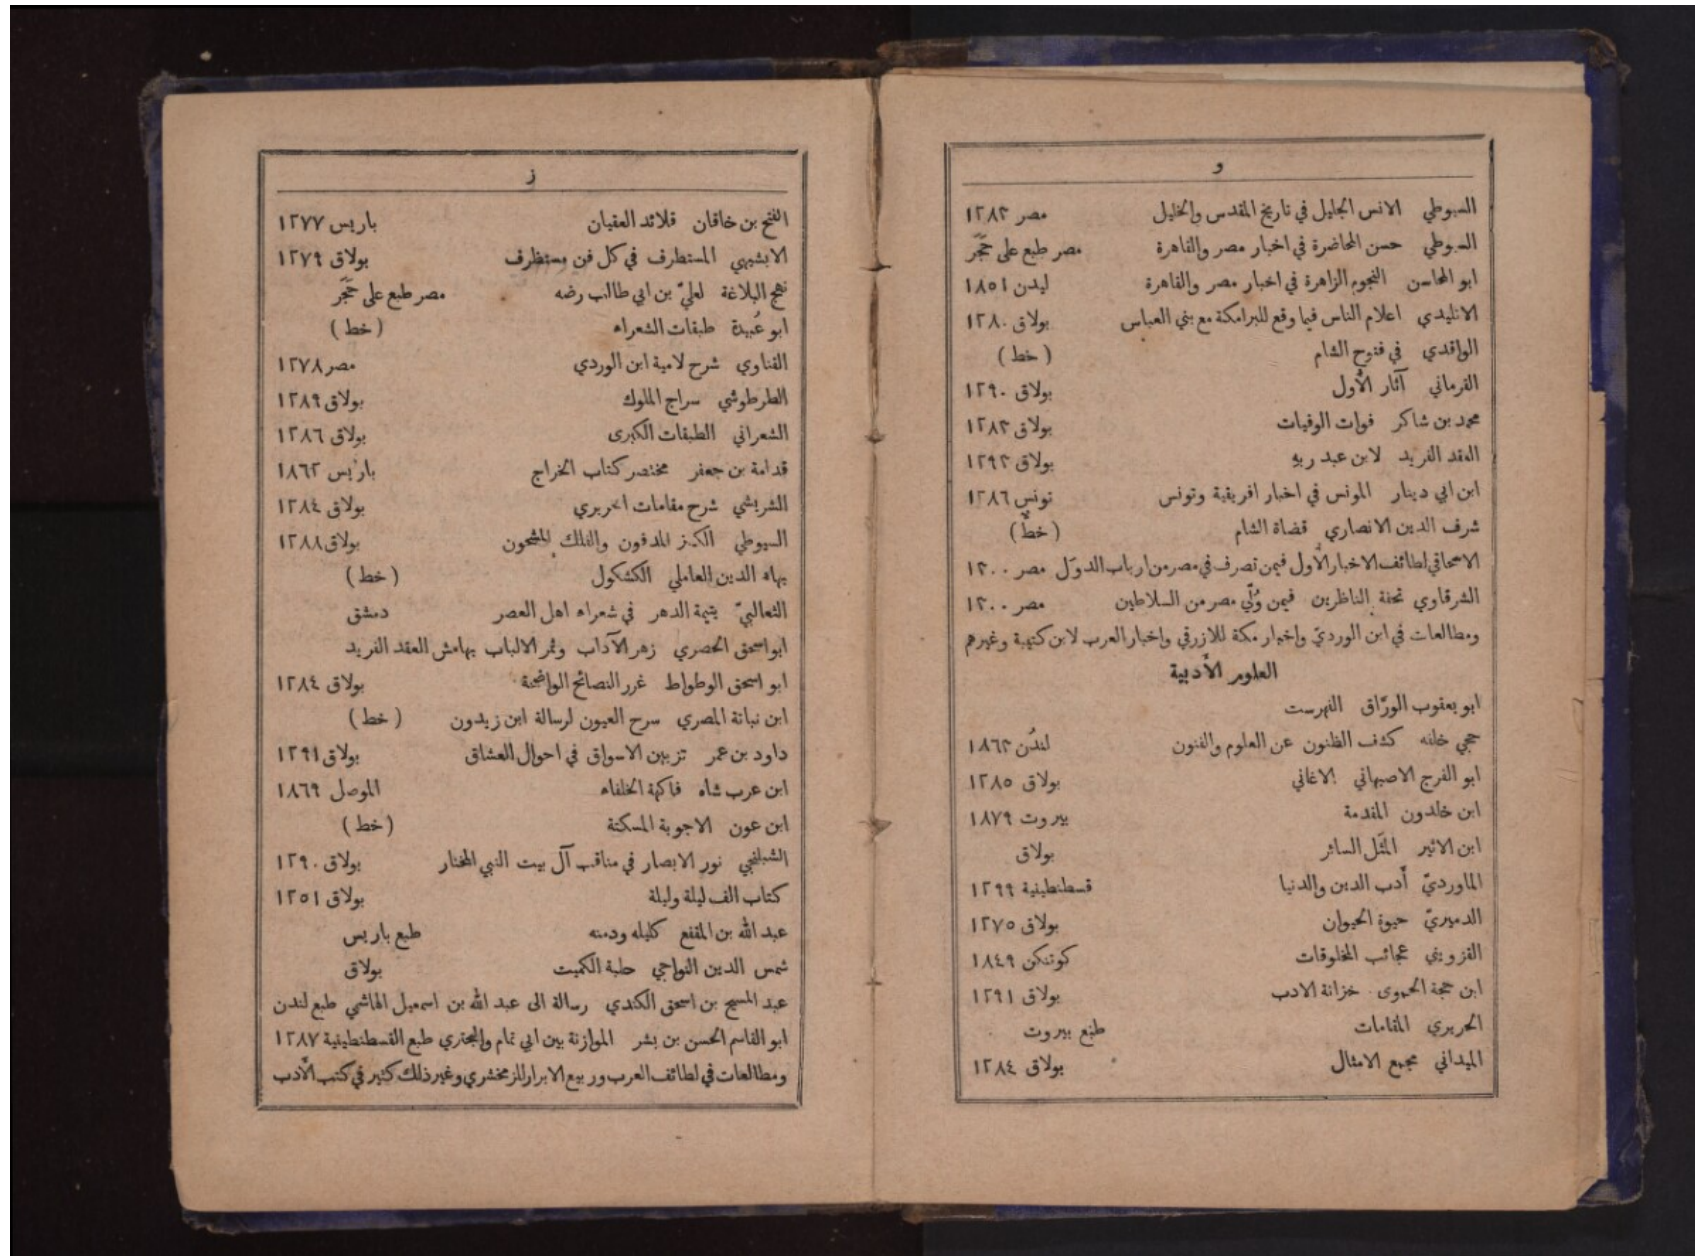 و
السيوطي الانس الجليل في تاريخ القدس والخليل مصر ١٢٨٣
السيوطي حسن المحاضرة في اخبار مصر والقاهرة مصر طبع على حَجَر
ابو المحاسن النجوم الزاهرة في اخبار مصر والقاهرة ليدن ١٨٥١
الاتليدي اعلام الناس فيما وقع للبرامكة مع بني العباس بولاق ١٢٨٠
الواقدي في فتوح الشام (خط)
القرماني آثار الأُول بولاق ١٢٩٠
محمد بن شاكر فوات الوفيات بولاق ١٢٨٣
العقد الفريد لابن عبد ربهِ بولاق ١٢٩٣
ابن ابي دينار المونس في اخبار افريقية وتونس تونس ١٢٨٦
شرف الدين الانصاري قضاة الشام (خط)
الاسحاقي لطائف الاخبار الأُول فيمن تصرف في مصر من ارباب الدوَل مصر ١٣٠٠
الشرقاوي تحفة الناظرين فيمن وُلّي مصر من السلاطين مصر ١٣٠٠
ومطالعات في ابن الورديّ واخبار مكة للازرقي واخبار العرب لابن كتيبة وغيرهم
العلوم الأَدبية
ابو يعقوب الورّاق الفهرست
حجي خلفه كشف الظنون عن العلوم والفنون لندُن ١٨٦٢
ابو الفرج الاصبهاني الاغاني بولاق ١٢٨٥
ابن خلدون المقدمة بيروت ١٨٧٩
ابن الاثير المثَل السائر بولاق
الماورديّ أَدب الدين والدنيا قسطنطينية ١٢٩٩
الدميريّ حيوة الحيوان بولاق ١٢٧٥
القزويني عجائب المخلوقات كوتنكن ١٨٤٩
ابن حجة الحموى خزانة الادب بولاق ١٢٩١
الحريري المقامات طبع بيروت
الميداني مجمع الامثال بولاق ١٢٨٤
ز
الفتح بن خاقان قلائد العقيان باريس ١٢٧٧
الابشيهي المستطرف في كل فن مستظرف بولاق ١٢٧٩
نهج البلاغة لعليّ بن ابي طالب رضه مصر طبع على حَجَر
ابو عُبيدة طبقات الشعراء (خط)
القناوي شرح لامية ابن الوردي مصر ١٢٧٨
الطرطوشي سراج الملوك بولاق ١٢٨٩
الشعراني الطبقات الكبرى بولاق ١٢٨٦
قدامة بن جعفر مختصر كتاب الخراج باريس ١٨٦٢
الشريشي شرح مقامات الحريري بولاق ١٢٨٤
السيوطي الكنز المدفون والفلك المشحون بولاق ١٢٨٨
بهاء الدين العاملي الكشكول (خط)
الثعالبيّ يتيمة الدهر في شعراء اهل العصر دمشق
ابو اسحق الحصري زهر الآداب وثمر الالباب بهامش العقد الفريد
ابو اسحق الوطواط غرر النصائح الواضحة بولاق ١٢٨٤
ابن نباتة المصري سرح العيون لرسالة ابن زيدون (خط)
داود بن عمر تزيين الاسواق في احوال العشاق بولاق ١٢٩١
ابن عرب شاه فاكهة الخلفاء الموصل ١٨٦٩
ابن عون الاجوبة المسكتة (خط)
الشبلنجي نور الابصار في مناقب آل بيت النبي المختار بولاق ١٢٩٠
كتاب الف ليلة وليلة بولاق ١٢٥١
عبد الله بن المقفع كليله ودمنه طبع باريس
شمس الدين النواجي حلبة الكميت بولاق
عبد المسيح بن اسحق الكندي رسالة الى عبد الله بن اسمعيل الهاشمي طبع لندن
ابو القاسم الحسن بن بشر الموازنة بين ابي تمام والبحتري طبع القسطنطينية ١٢٨٧
ومطالعات في لطائف العرب وربيع الابرار للزمخشري وغير ذلك كثير في كتب الأَدب